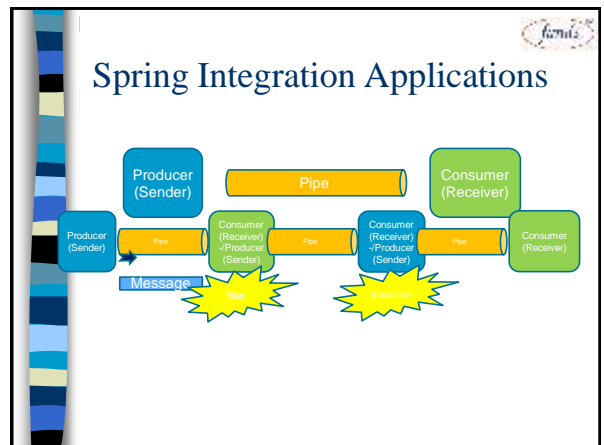 Spring Integration Applications
Producer
(Sender)
Pipe
Consumer
(Receiver)
Producer
(Sender)
Pipe
Consumer
(Receiver)
-/Producer
(Sender)
Pipe
Consumer
(Receiver)
-/Producer
(Sender)
Pipe
Consumer
(Receiver)
Message
filter
transform